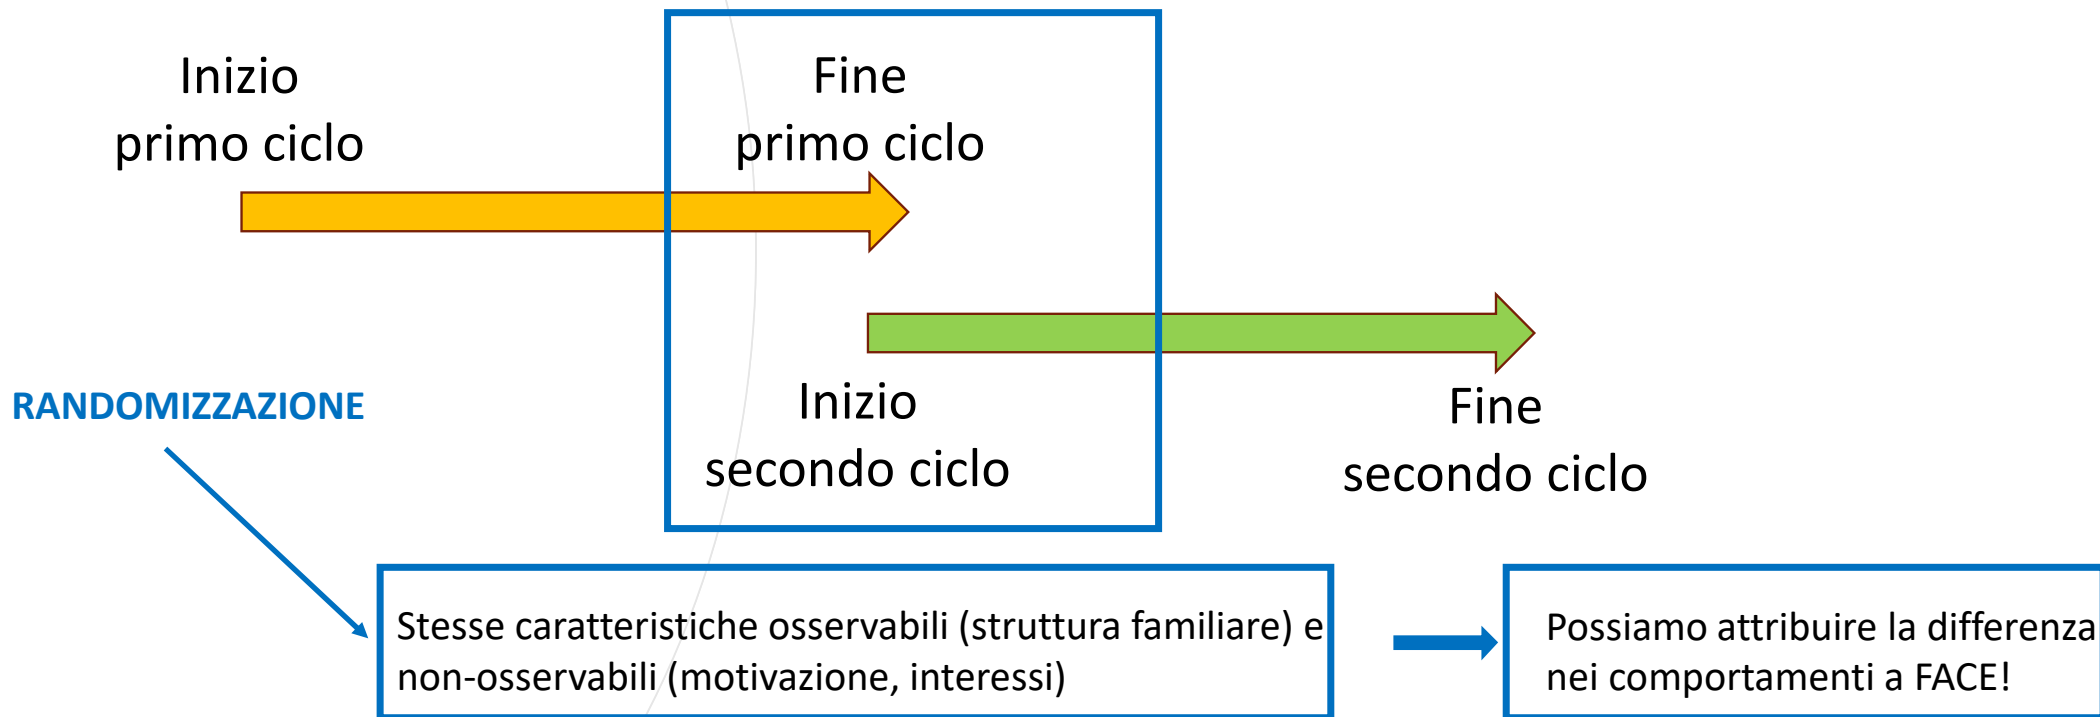 Inizio
primo ciclo
Fine
primo ciclo
Inizio
secondo ciclo
Fine
secondo ciclo
RANDOMIZZAZIONE
Stesse caratteristiche osservabili (struttura familiare) e
non-osservabili (motivazione, interessi)
Possiamo attribuire la differenza
nei comportamenti a FACE!